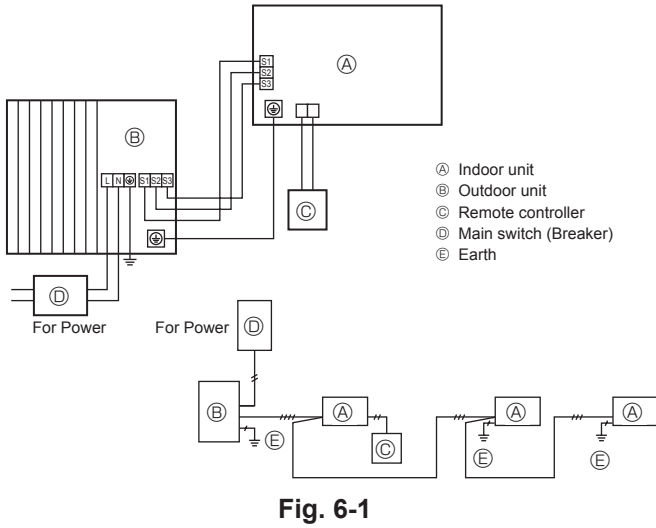 S1
S2
S3
Ⓐ
Ⓑ
L N S1 S2 S3
Ⓒ
Ⓐ Indoor unit
Ⓑ Outdoor unit
Ⓒ Remote controller
Ⓓ Main switch (Breaker)
Ⓔ Earth
Ⓓ
For Power
For Power
Ⓓ
Ⓑ
Ⓔ
Ⓐ
Ⓒ
Ⓐ
Ⓔ
Ⓐ
Ⓔ
Fig. 6-1